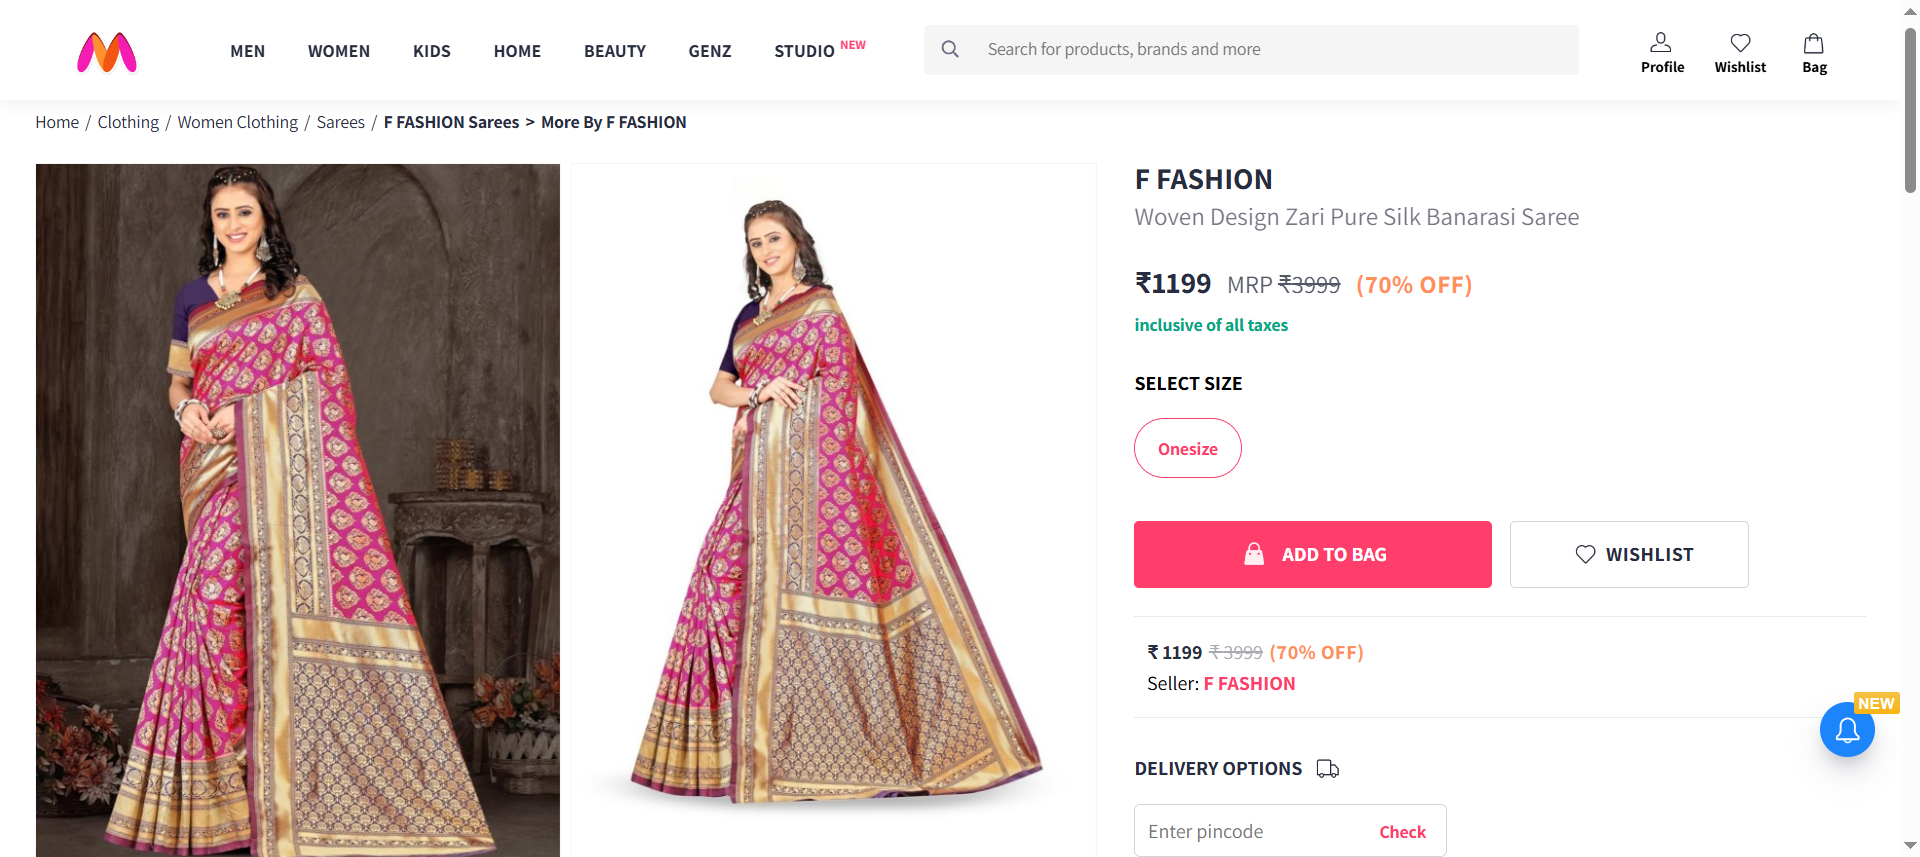 MEN WOMEN KIDS HOME BEAUTY GENZ STUDIO NEW
Search for products, brands and more
Profile Wishlist Bag
Home / Clothing / Women Clothing / Sarees / F FASHION Sarees > More By F FASHION
F FASHION
Woven Design Zari Pure Silk Banarasi Saree
₹1199 MRP ₹3999 (70% OFF)
inclusive of all taxes
SELECT SIZE
Onesize
ADD TO BAG
WISHLIST
₹ 1199 ₹ 3999 (70% OFF)
Seller: F FASHION
NEW
DELIVERY OPTIONS
Enter pincode Check